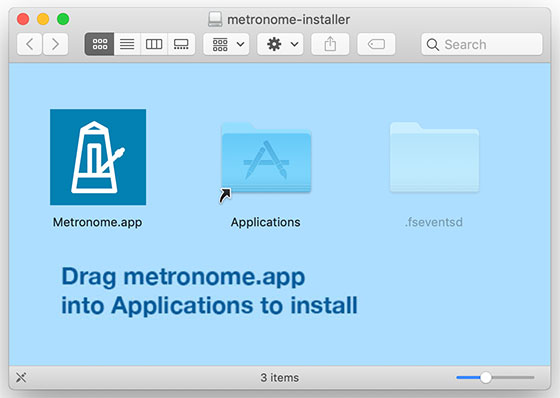 metronome-installer
Search
Metronome.app
Applications
.fseventsd
Drag metronome.app
into Applications to install
3 items